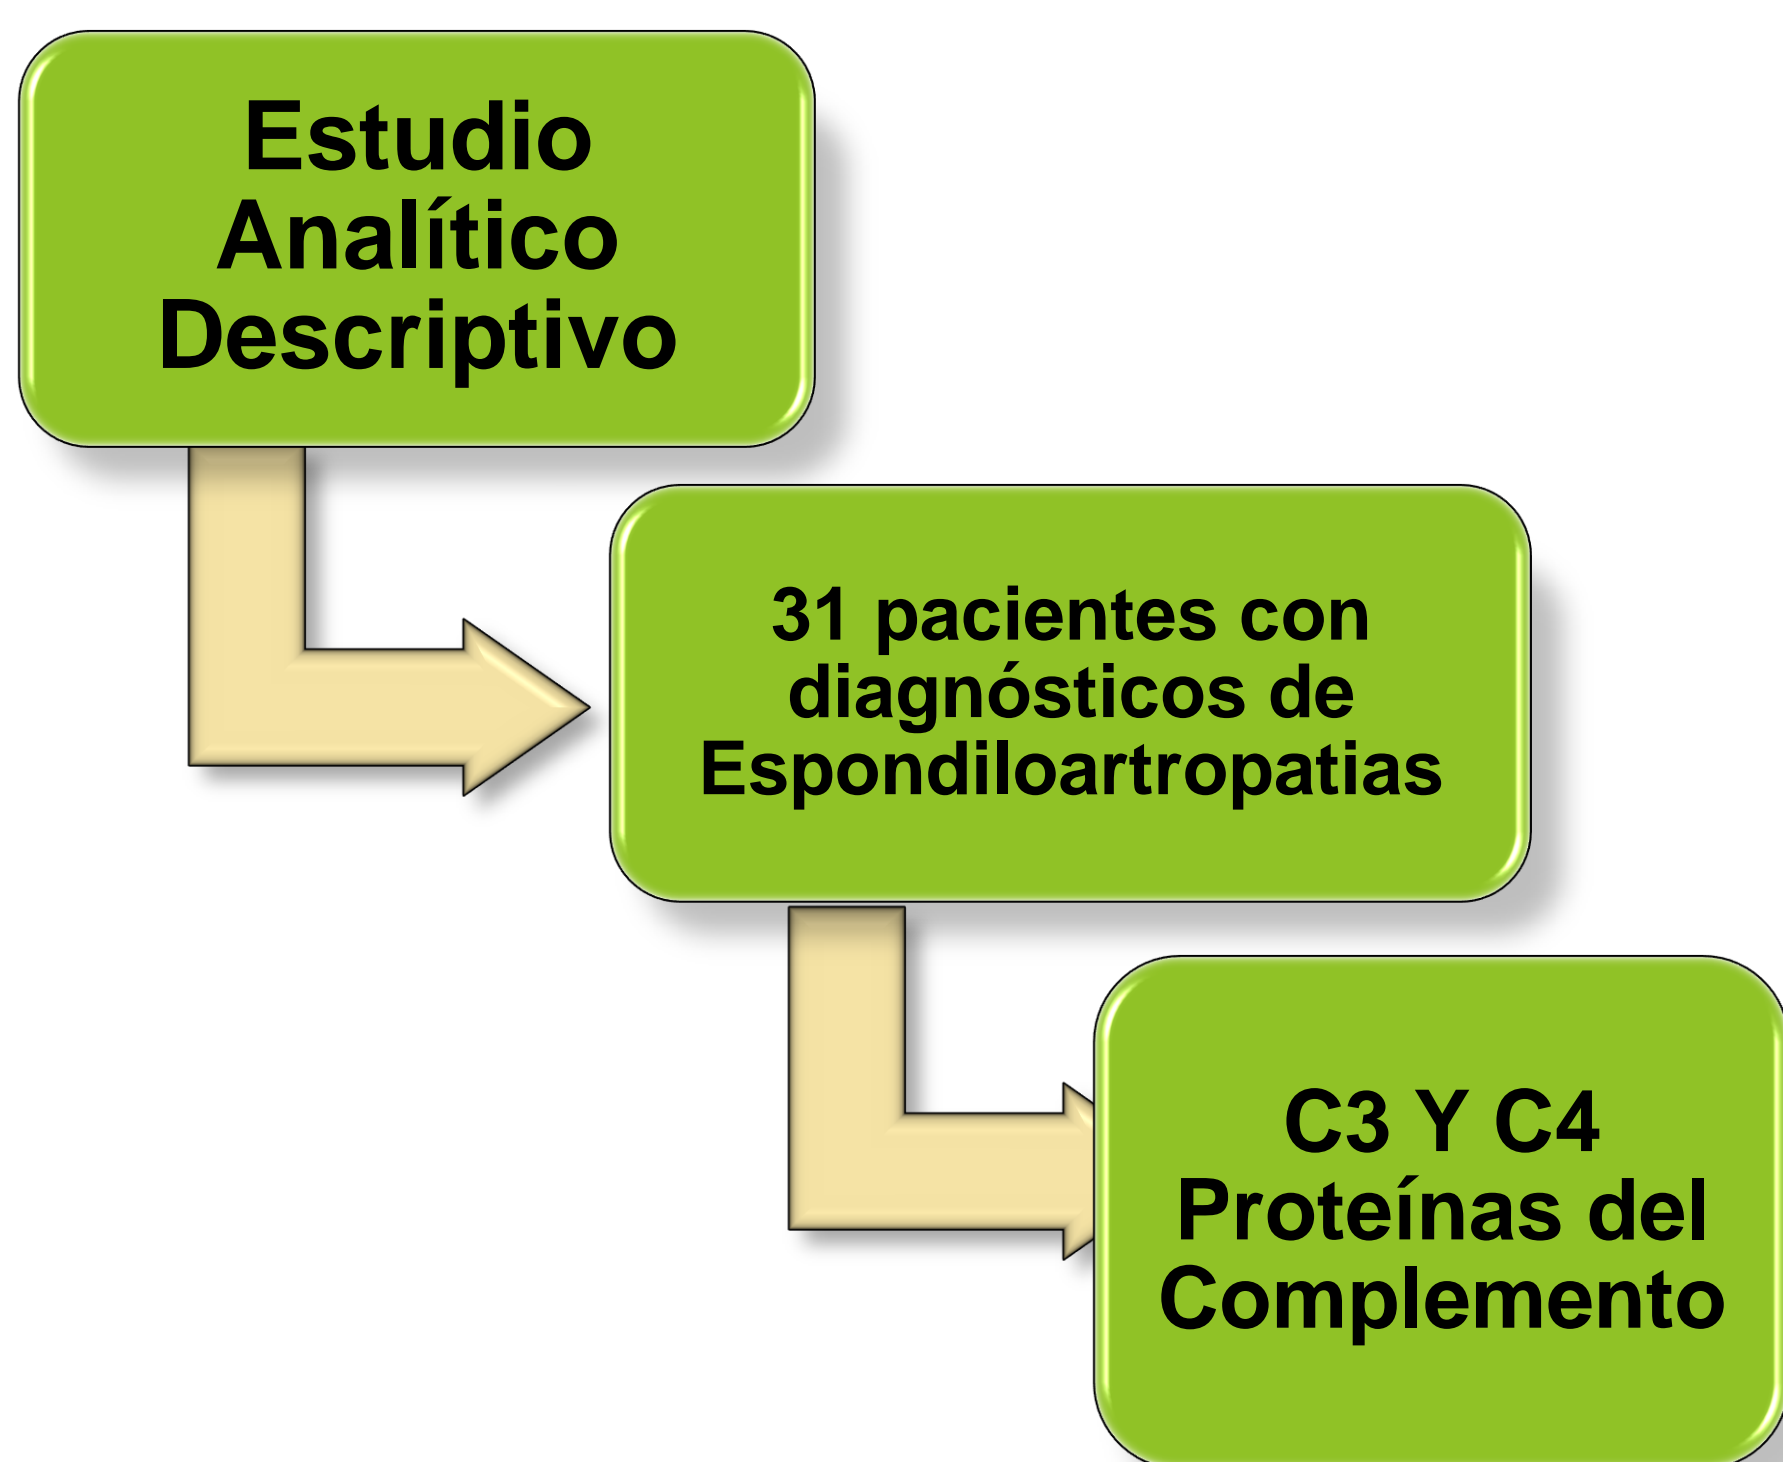 Estudio
Analítico
Descriptivo
31 pacientes con
diagnósticos de
Espondiloartropatias
C3 Y C4
Proteínas del
Complemento